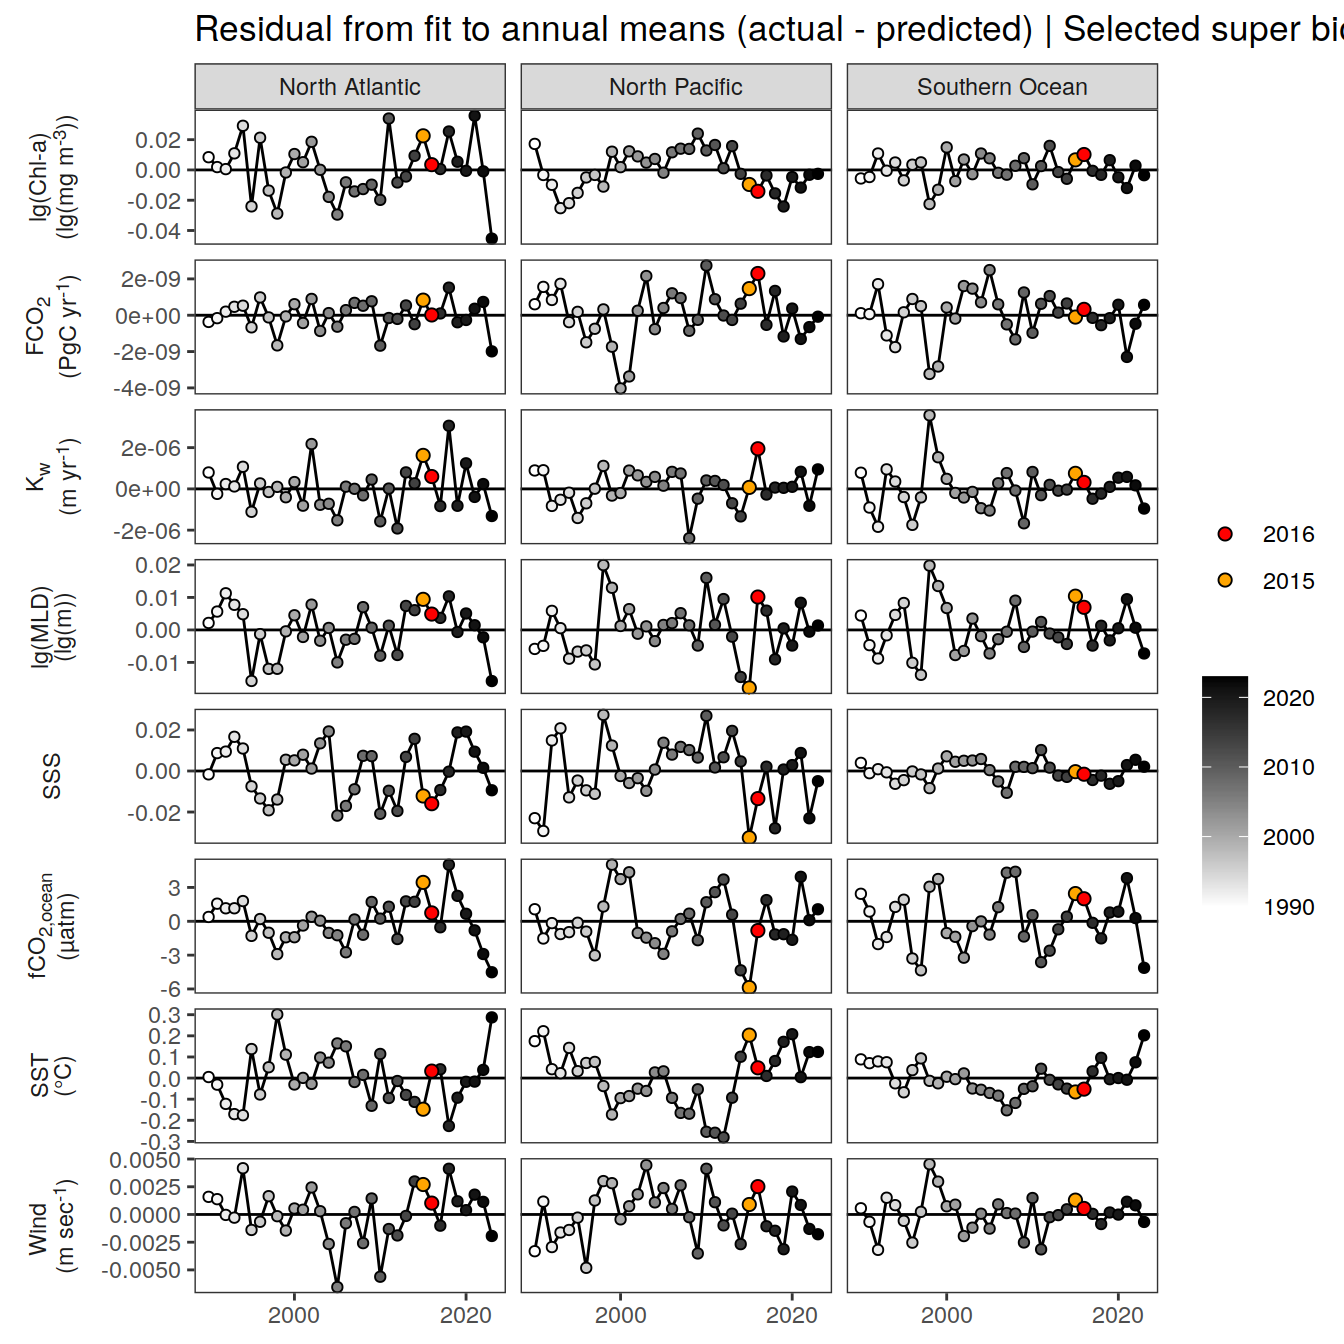 Residual from fit to annual means (actual - predicted) | Selected super
North Atlantic North Pacific Southern Ocean
lg(Chl-a)
(lg(mg m⁻³))
0.02
0.00
-0.02
-0.04
FCO₂
(PgC yr⁻¹)
2e-09
0e+00
-2e-09
-4e-09
Kw
(m yr⁻¹)
2e-06
0e+00
-2e-06
lg(MLD)
(lg(m))
0.02
0.01
0.00
-0.01
SSS
0.02
0.00
-0.02
fCO2,ocean
(µatm)
3
0
-3
-6
SST
(°C)
0.3
0.2
0.1
0.0
-0.1
-0.2
-0.3
Wind
(m sec⁻¹)
0.0050
0.0025
0.0000
-0.0025
-0.0050
2000 2020 2000 2020 2000 2020
2016
2015
2020
2010
2000
1990